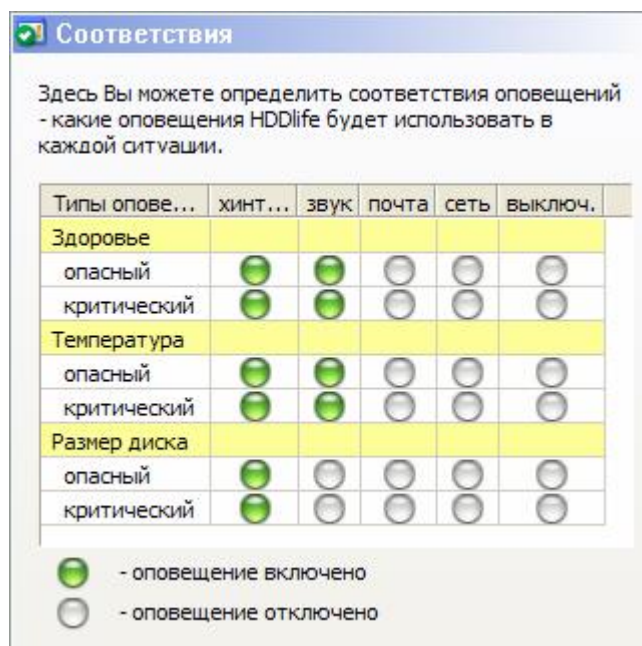 Соответствия
Здесь Вы можете определить соответствия оповещений
- какие оповещения HDDlife будет использовать в
каждой ситуации.
Типы опове... хинт... звук почта сеть выключ.
Здоровье
опасный
критический
Температура
опасный
критический
Размер диска
опасный
критический
- оповещение включено
- оповещение отключено